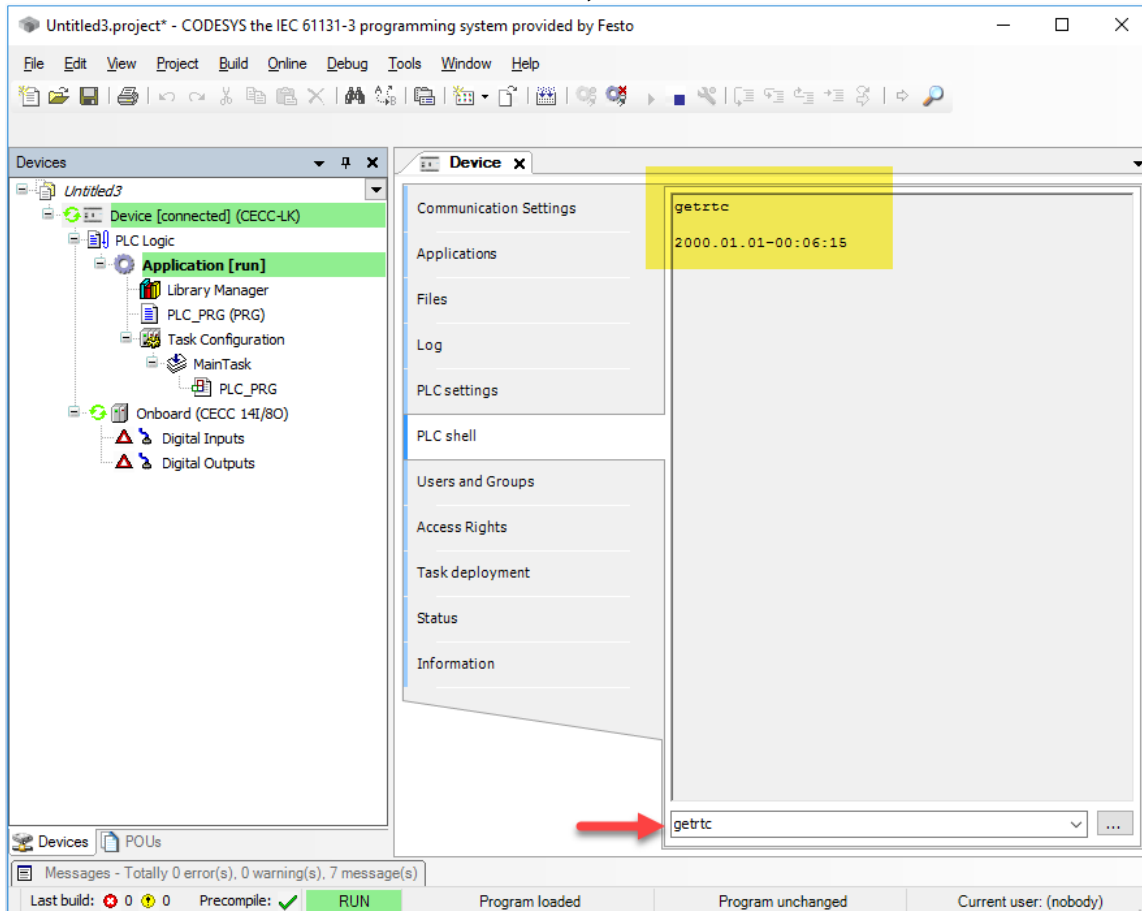 Untitled3.project* - CODESYS the IEC 61131-3 programming system provided by Festo
File Edit View Project Build Online Debug Tools Window Help
Devices
Untitled3
Device [connected] (CECC-LK)
PLC Logic
Application [run]
Library Manager
PLC_PRG (PRG)
Task Configuration
MainTask
PLC_PRG
Onboard (CECC 14I/8O)
Digital Inputs
Digital Outputs
Devices POUs
Device
Communication Settings
Applications
Files
Log
PLC settings
PLC shell
Users and Groups
Access Rights
Task deployment
Status
Information
getrtc
2000.01.01-00:06:15
getrtc ...
Messages - Totally 0 error(s), 0 warning(s), 7 message(s)
Last build: 0 0 Precompile: RUN Program loaded Program unchanged Current user: (nobody)